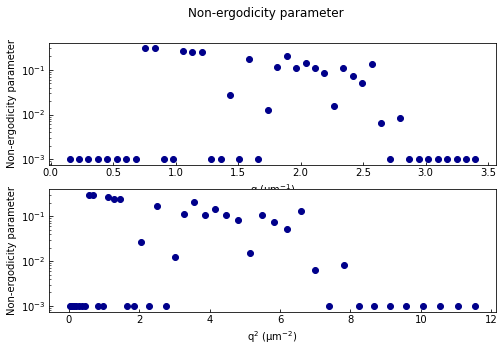 Non-ergodicity parameter
Non-ergodicity parameter
10⁻¹
10⁻²
10⁻³
0.0 0.5 1.0 1.5 2.0 2.5 3.0 3.5
q (μm⁻¹)
Non-ergodicity parameter
10⁻¹
10⁻²
10⁻³
0 2 4 6 8 10 12
q² (μm⁻²)